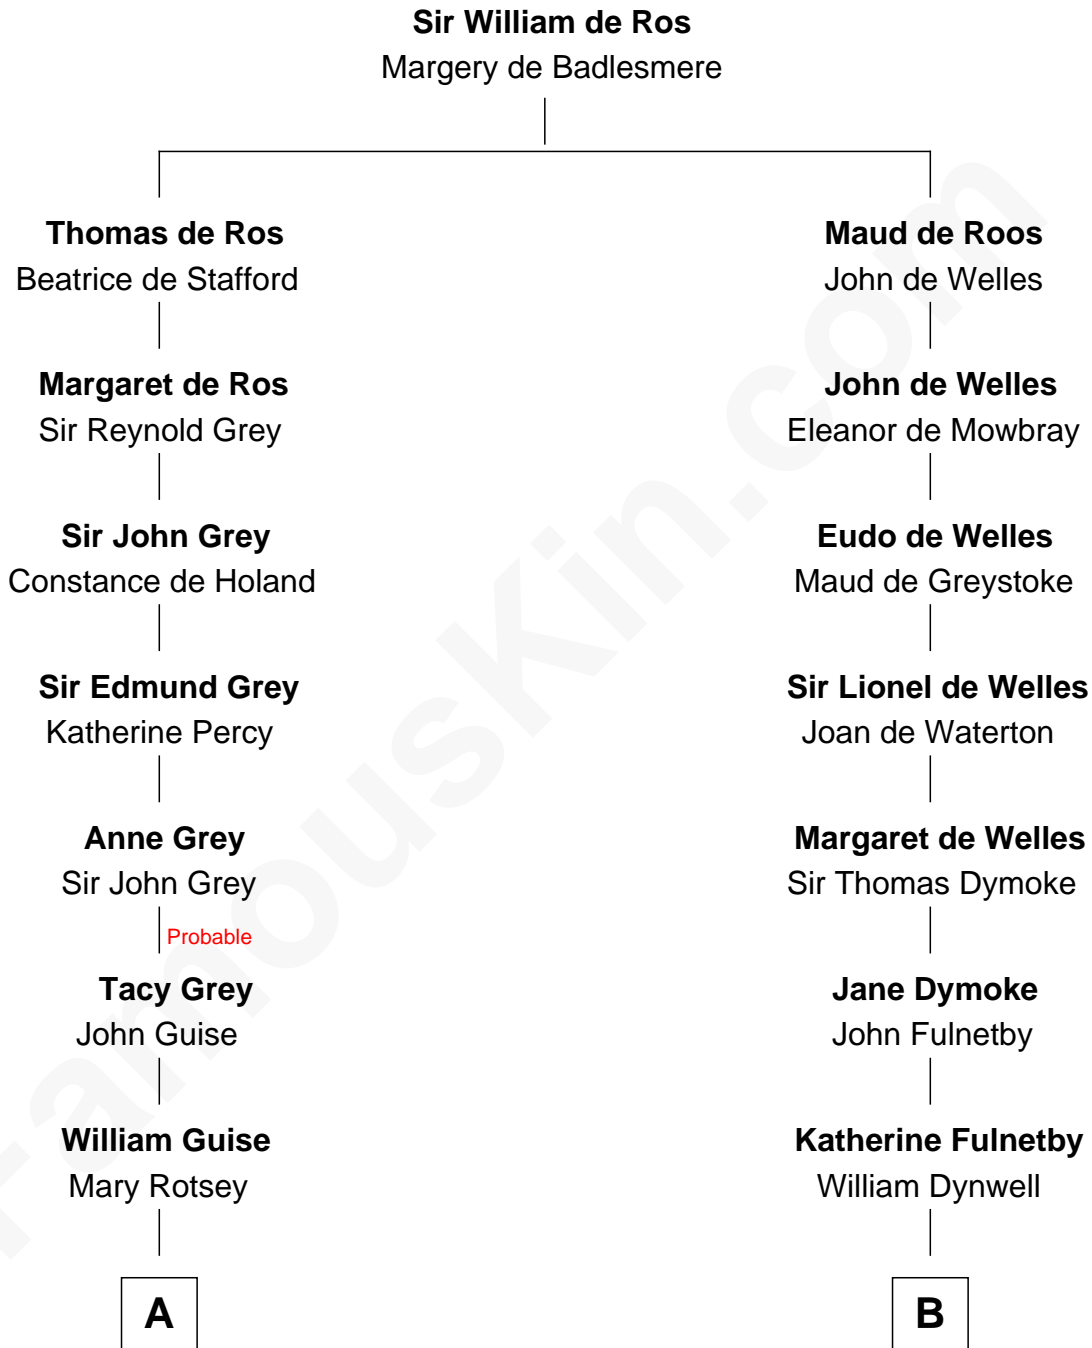 Sir William de Ros
Margery de Badlesmere
Thomas de Ros
Beatrice de Stafford
Margaret de Ros
Sir Reynold Grey
Sir John Grey
Constance de Holand
Sir Edmund Grey
Katherine Percy
Anne Grey
Sir John Grey
Probable
Tacy Grey
John Guise
William Guise
Mary Rotsey
A
Maud de Roos
John de Welles
John de Welles
Eleanor de Mowbray
Eudo de Welles
Maud de Greystoke
Sir Lionel de Welles
Joan de Waterton
Margaret de Welles
Sir Thomas Dymoke
Jane Dymoke
John Fulnetby
Katherine Fulnetby
William Dynwell
B
FamousKin.com